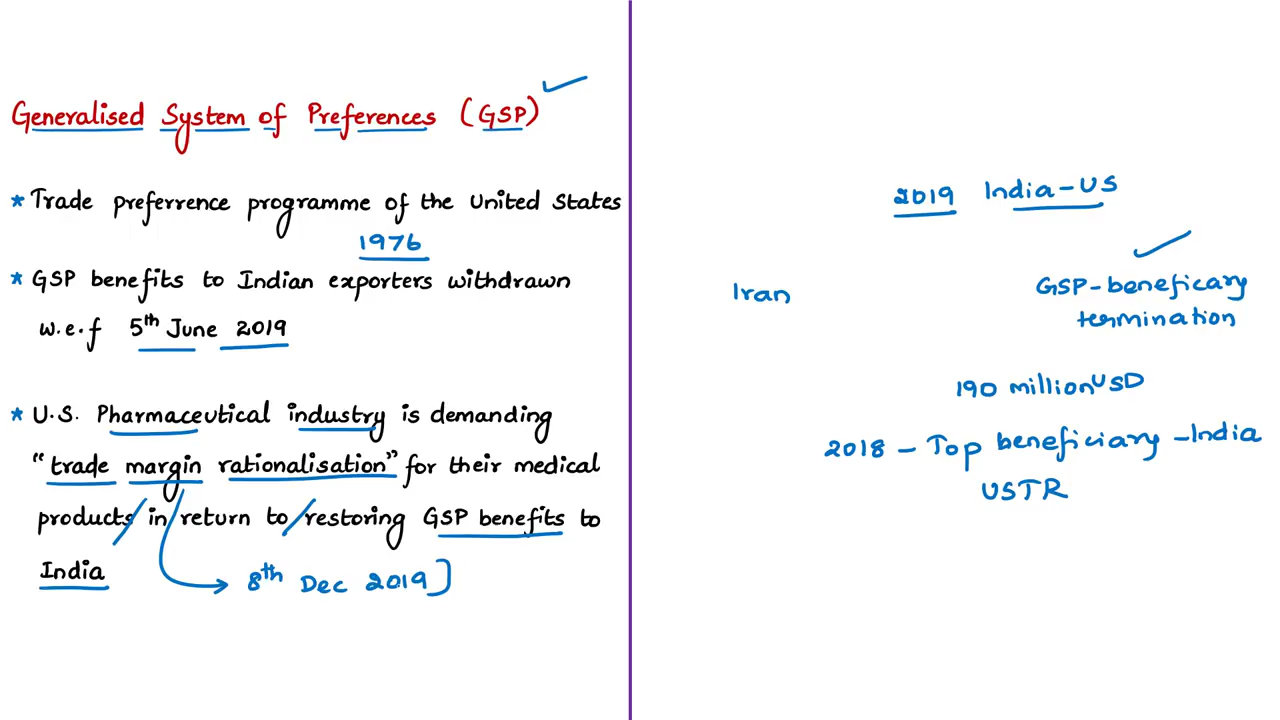 Generalised System of Preferences (GSP)
* Trade preferrence programme of the United States
1976
* GSP benefits to Indian exporters withdrawn
w.e.f 5th June 2019
* U.S. Pharmaceutical industry is demanding
"trade margin rationalisation" for their medical
products in return to restoring GSP benefits to
India
8th Dec 2019]
2019 India-US
Iran
GSP-beneficary
termination
190 million USD
2018 - Top beneficiary - India
USTR